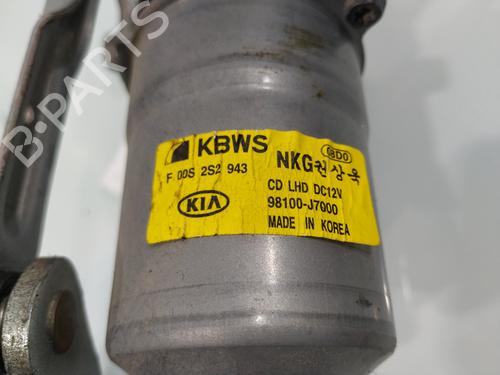 B-PARTS
KBWS
8D0
F 00S 2S2 943
NKG권상욱
CD LHD DC12V
KIA
98100-J7000
MADE IN KOREA